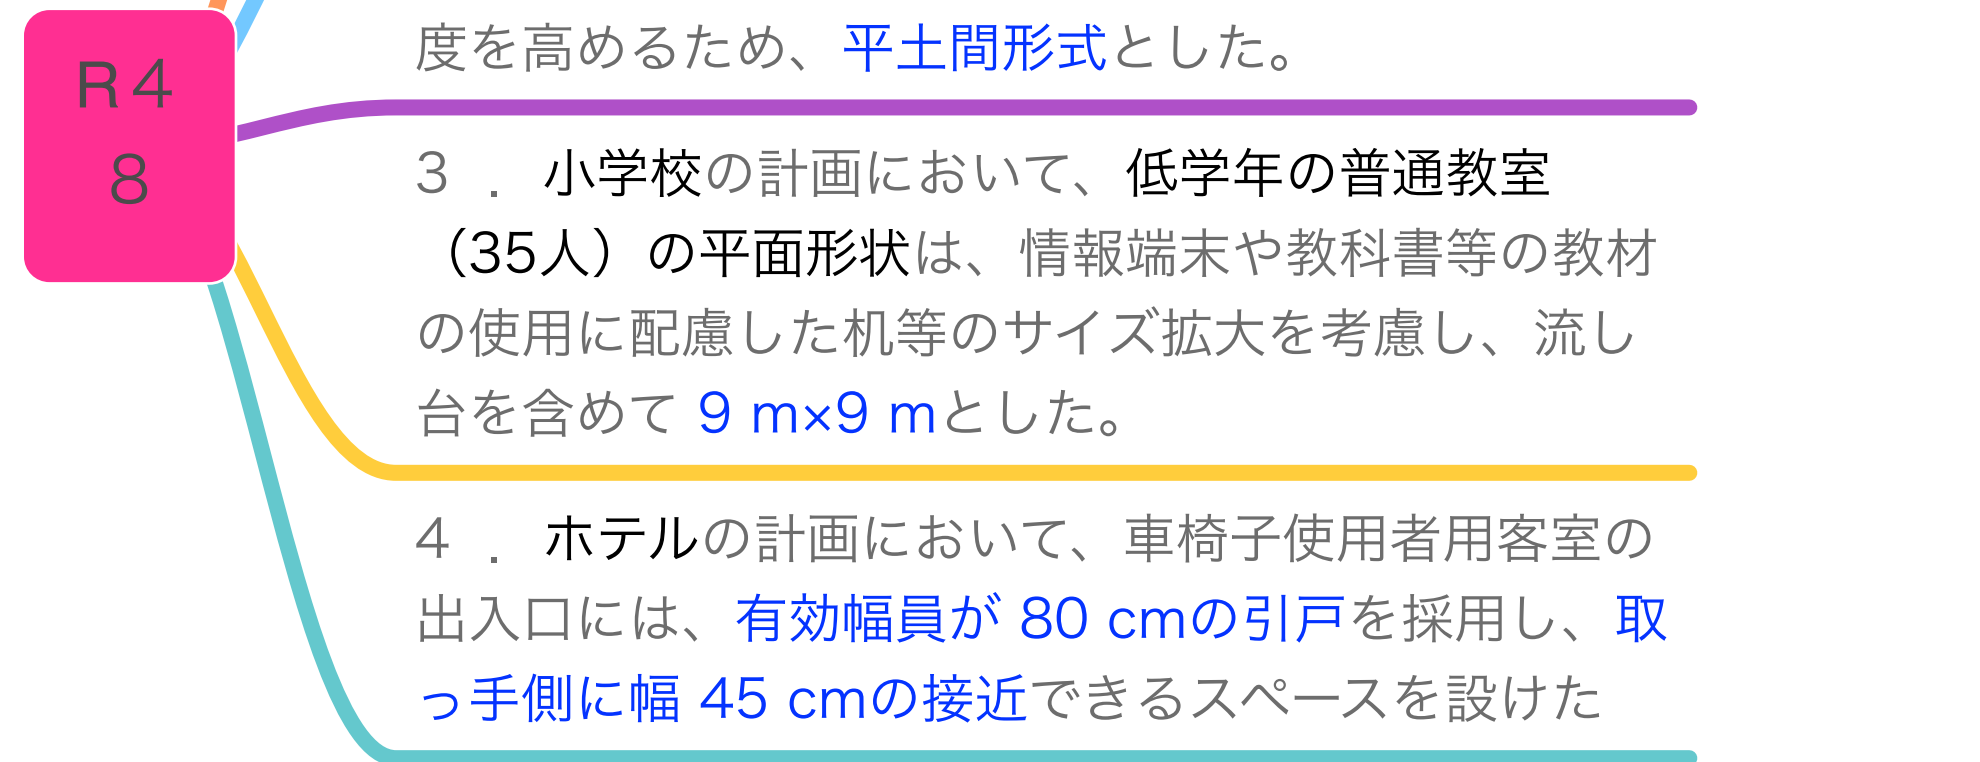 R４
8
度を高めるため、平土間形式とした。
3 ．小学校の計画において、低学年の普通教室
（35人）の平面形状は、情報端末や教科書等の教材
の使用に配慮した机等のサイズ拡大を考慮し、流し
台を含めて 9 m×9 mとした。
4 ．ホテルの計画において、車椅子使用者用客室の
出入口には、有効幅員が 80 cmの引戸を採用し、取
っ手側に幅 45 cmの接近できるスペースを設けた